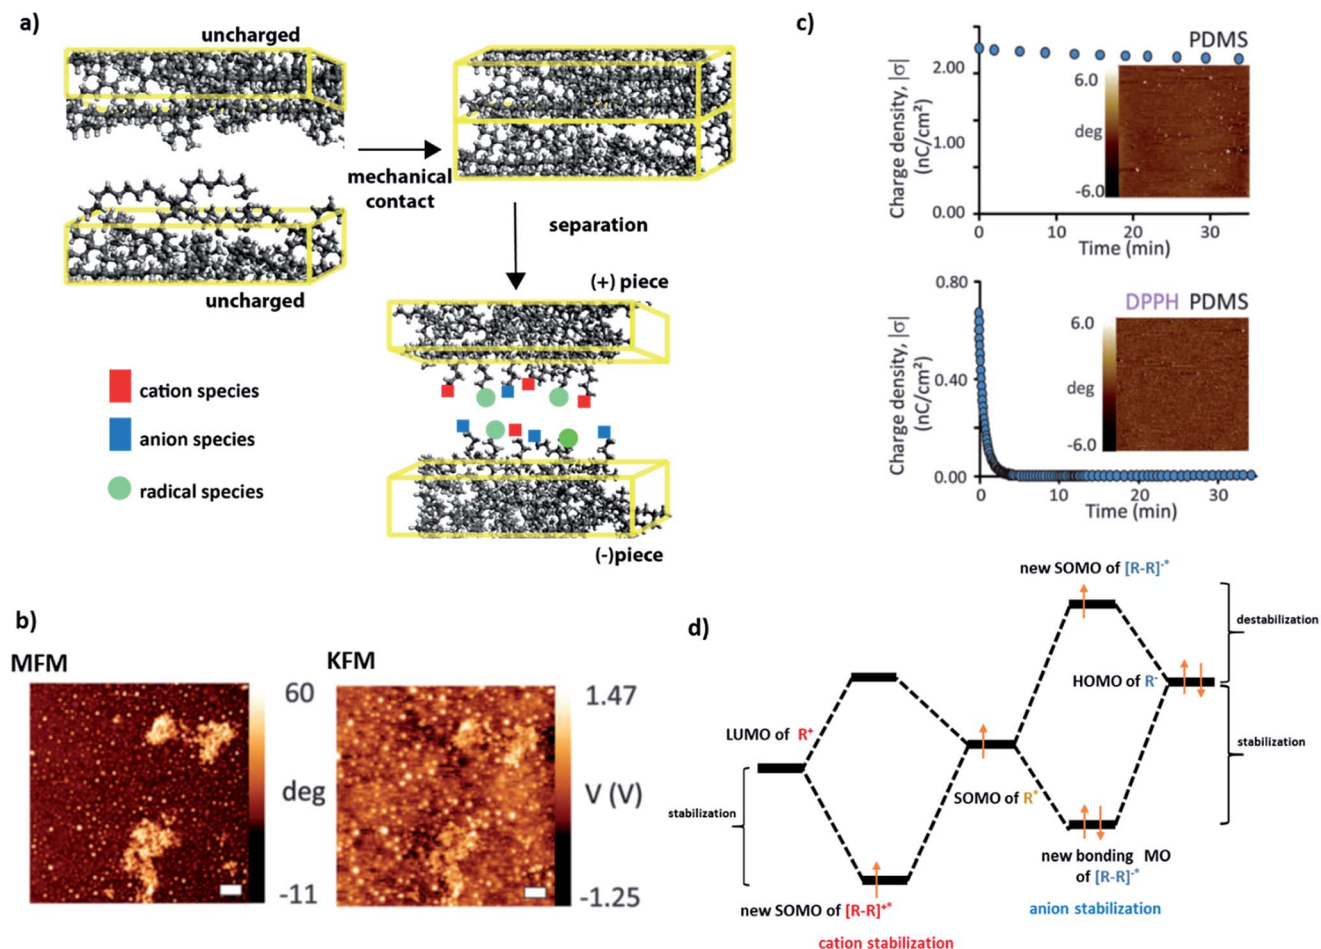 a)
uncharged
mechanical
contact
uncharged
separation
(+) piece
cation species
anion species
radical species
(-)piece
b)
MFM
60
deg
-11
KFM
1.47
V (V)
-1.25
c)
Charge density, |σ|
(nC/cm²)
2.00
1.00
0.00
PDMS
6.0
deg
-6.0
0
10
20
30
Time (min)
Charge density, |σ|
(nC/cm²)
0.80
0.40
0.00
DPPH PDMS
6.0
deg
-6.0
0
10
20
30
Time (min)
d)
new SOMO of [R-R]-*
destabilization
HOMO of R-
LUMO of R+
stabilization
stabilization
SOMO of R*
new bonding MO
of [R-R]-*
new SOMO of [R-R]+*
anion stabilization
cation stabilization